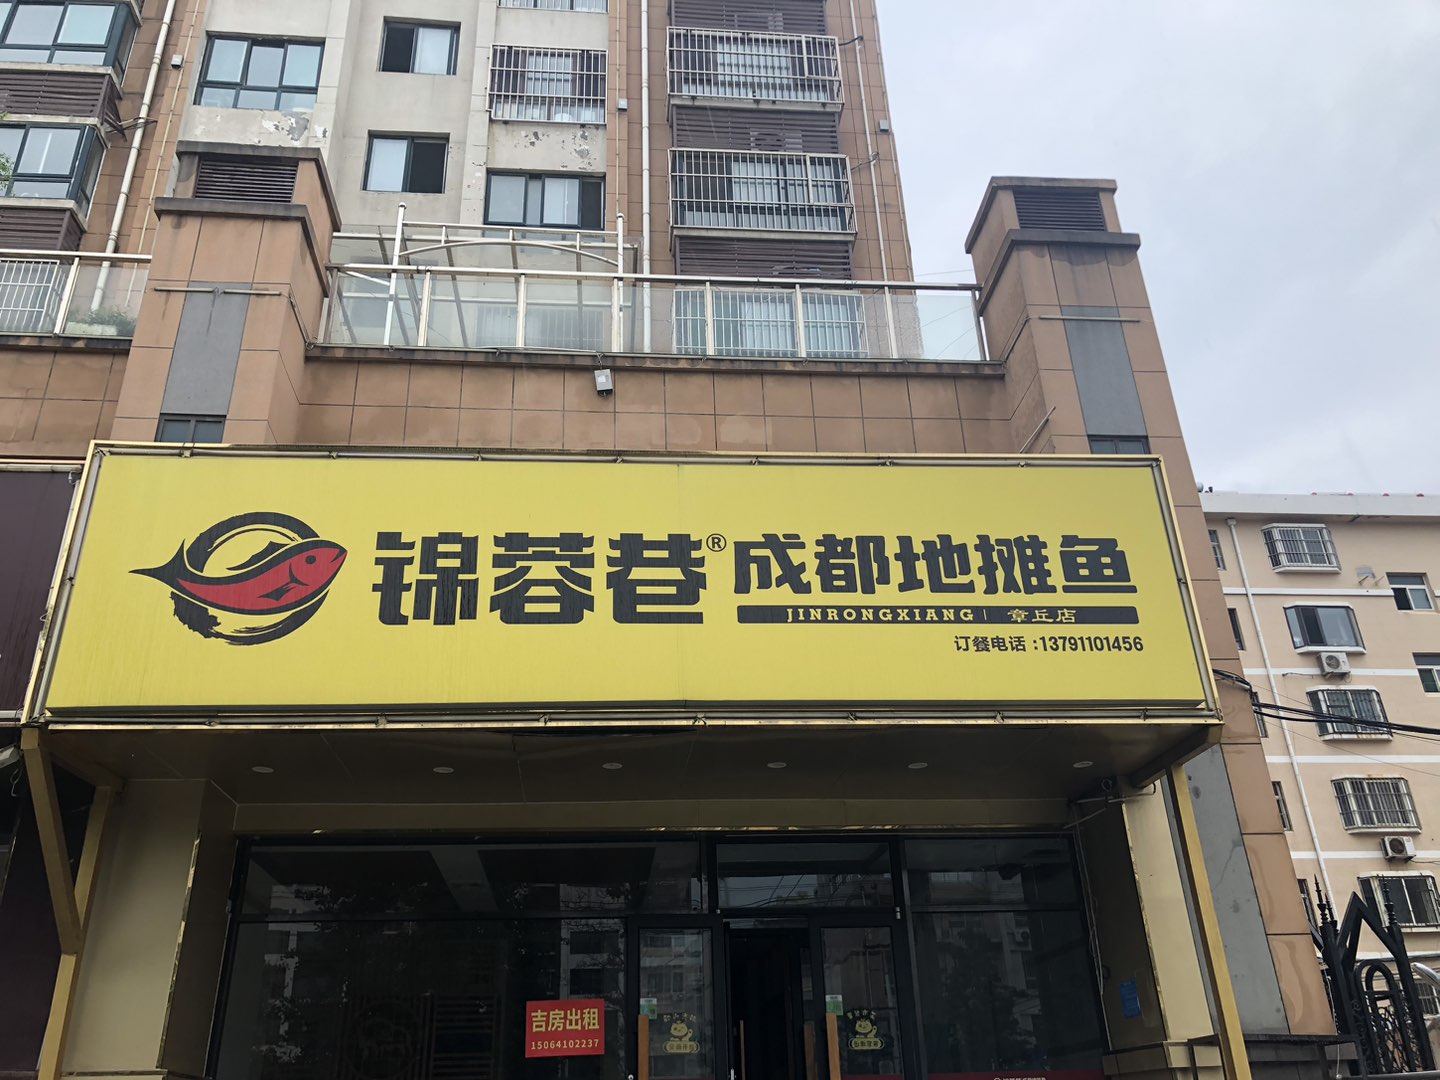 锦蓉巷®成都地摊鱼
JINRONGXIANG | 章丘店
订餐电话:13791101456
吉房出租
15064102237